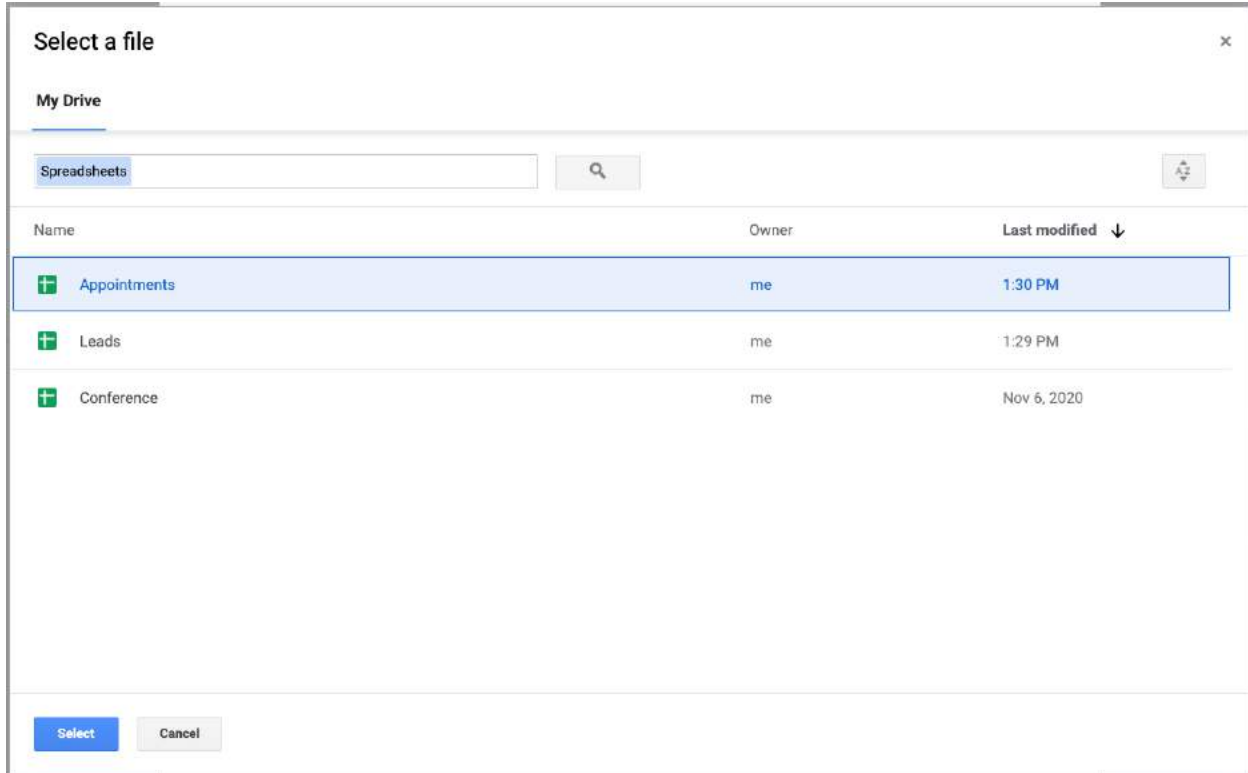 Select a file
My Drive
Spreadsheets
AZ
Name Owner Last modified
Appointments me 1:30 PM
Leads me 1:29 PM
Conference me Nov 6, 2020
Select Cancel